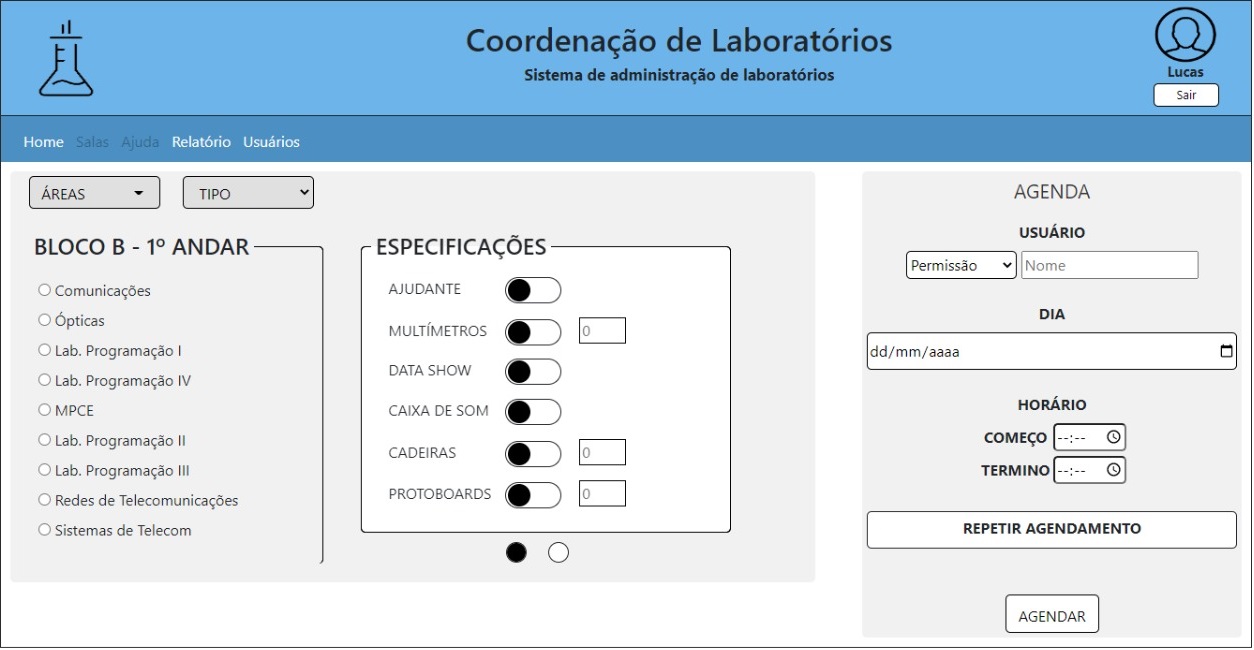 Coordenação de Laboratórios
Sistema de administração de laboratórios
Lucas
Sair
Home Salas Ajuda Relatório Usuários
ÁREAS TIPO
BLOCO B - 1º ANDAR
Comunicações
Ópticas
Lab. Programação I
Lab. Programação IV
MPCE
Lab. Programação II
Lab. Programação III
Redes de Telecomunicações
Sistemas de Telecom
ESPECIFICAÇÕES
AJUDANTE
MULTÍMETROS 0
DATA SHOW
CAIXA DE SOM
CADEIRAS 0
PROTOBOARDS 0
AGENDA
USUÁRIO
Permissão Nome
DIA
dd/mm/aaaa
HORÁRIO
COMEÇO --:--
TERMINO --:--
REPETIR AGENDAMENTO
AGENDAR